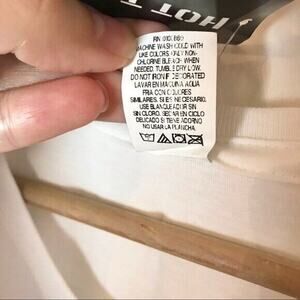 HOT T
MACHINE WASH COLD WITH
LIKE COLORS. ONLY NON-
CHLORINE BLEACH WHEN
NEEDED. TUMBLE DRY LOW.
DO NOT IRON IF DECORATED
LAVAR EN MAQUINA AGUA
FRIA CON COLORES
SIMILARES. SI ES NECESARIO.
USE BLANQUEADOR SIN
SIN CLORO. SECAR EN CICLO
DELICADO SI TIENE ADORNO
NO USAR LA PLANCHA.